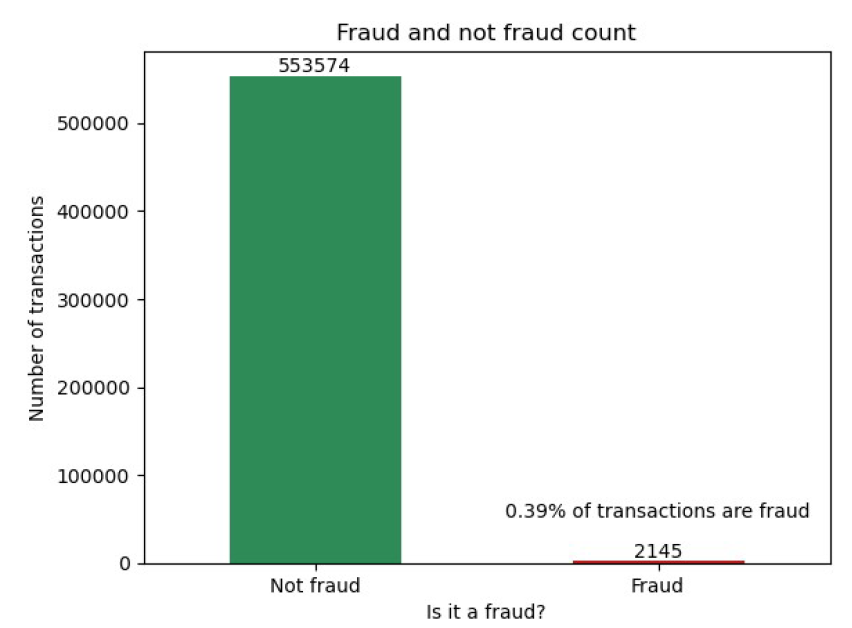 Fraud and not fraud count
553574
500000
400000
300000
200000
100000
0
Number of transactions
0.39% of transactions are fraud
2145
Not fraud
Fraud
Is it a fraud?